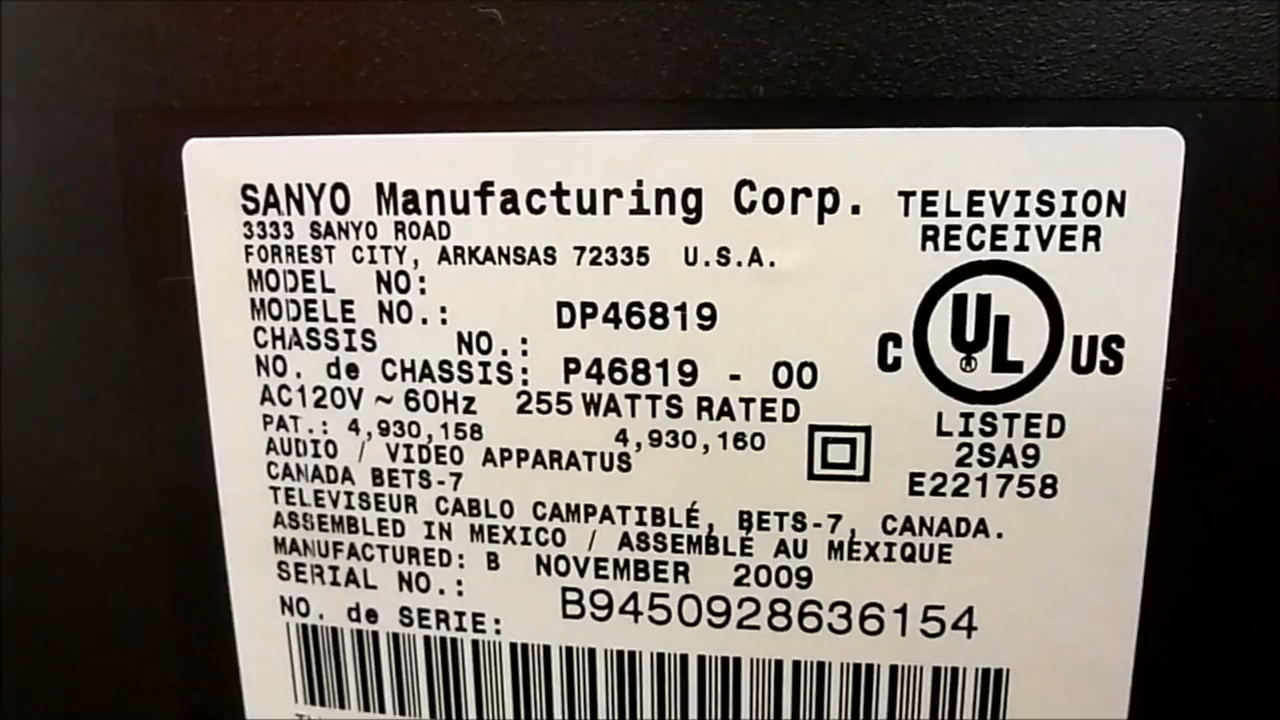 SANYO Manufacturing Corp.
3333 SANYO ROAD
FORREST CITY, ARKANSAS 72335 U.S.A.
TELEVISION
RECEIVER
MODEL NO:
MODELE NO.: DP46819
CHASSIS NO.:
NO. de CHASSIS: P46819 - 00
AC120V ~ 60Hz 255 WATTS RATED
PAT.: 4,930,158 4,930,160
AUDIO / VIDEO APPARATUS
CANADA BETS-7
C UL® US
LISTED
2SA9
E221758
TELEVISEUR CABLO CAMPATIBLÉ, BETS-7, CANADA.
ASSEMBLED IN MEXICO / ASSEMBLÉ AU MÉXIQUE
MANUFACTURED: B NOVEMBER 2009
SERIAL NO.:
NO. de SERIE: B9450928636154